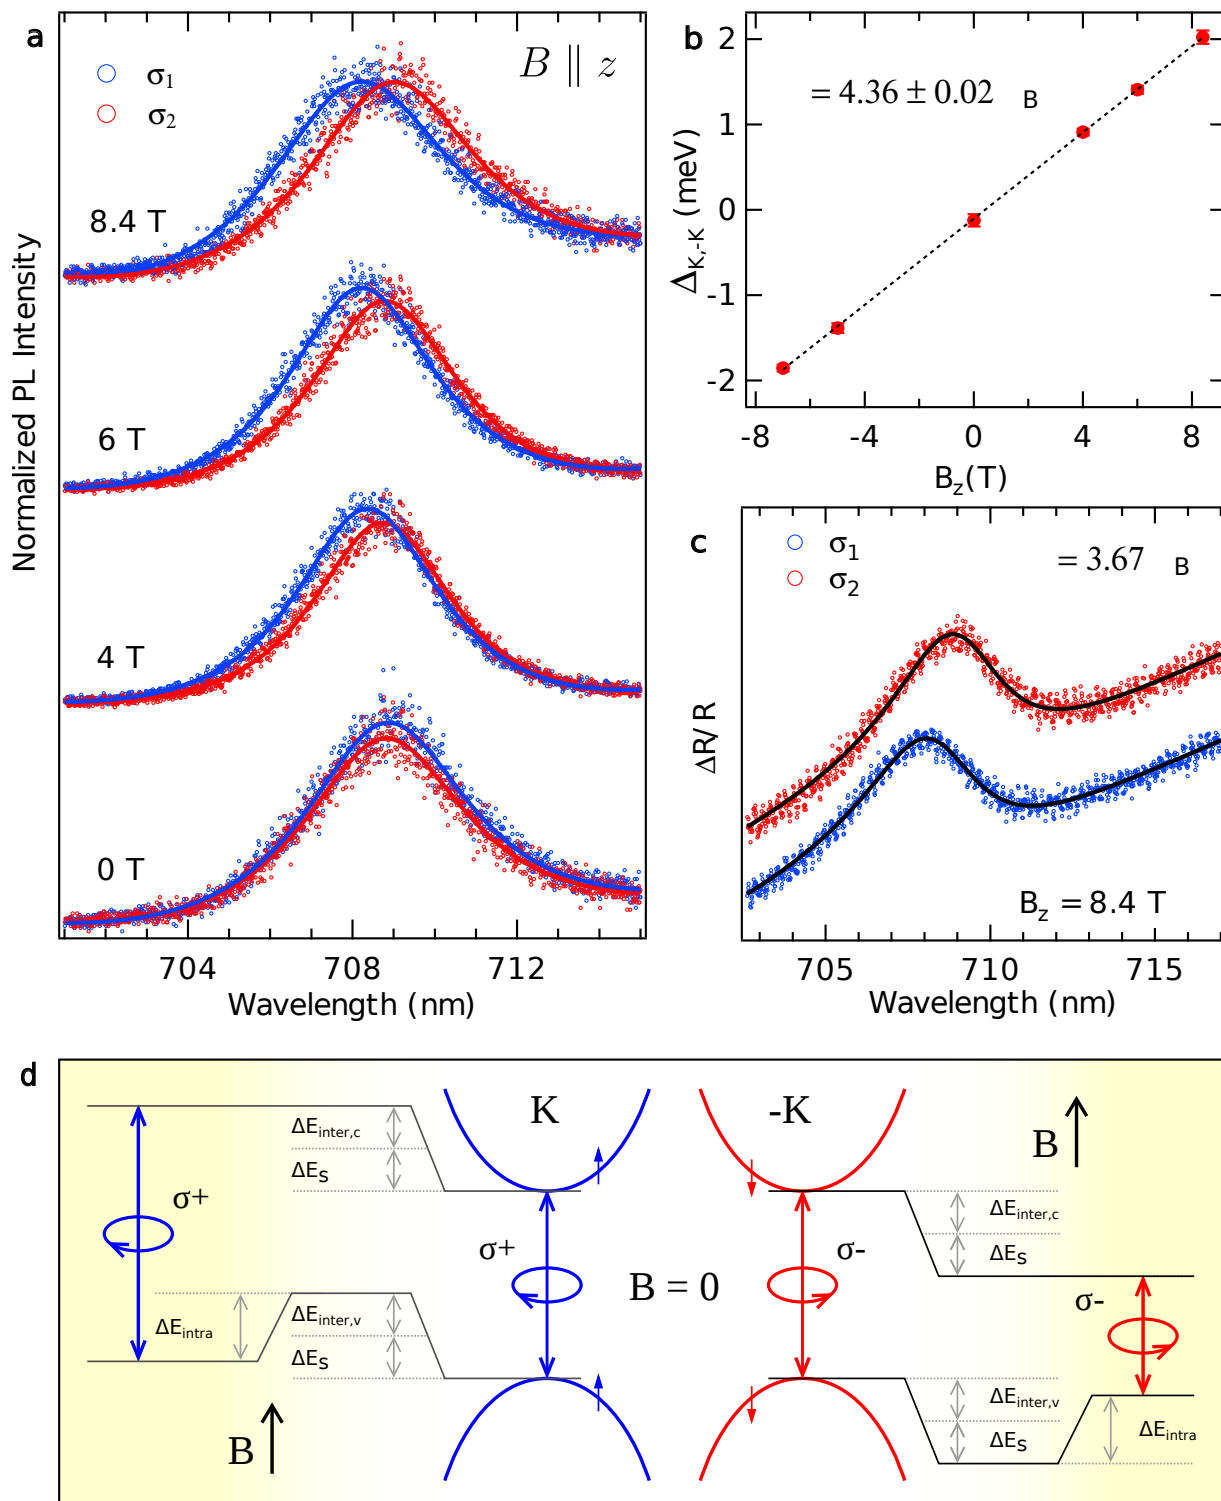 a
σ1
σ2
B ∥ z
8.4 T
6 T
4 T
0 T
Normalized PL Intensity
704
708
712
Wavelength (nm)
b
= 4.36 ± 0.02 B
2
1
0
-1
-2
ΔK,-K (meV)
-8
-4
0
4
8
Bz(T)
c
σ1
σ2
= 3.67 B
ΔR/R
Bz = 8.4 T
705
710
715
Wavelength (nm)
d
K
-K
B
ΔEinter,c
ΔES
σ+
σ+
B = 0
σ-
ΔEinter,c
ΔES
σ-
ΔEintra
ΔEinter,v
ΔES
B
ΔEinter,v
ΔES
ΔEintra